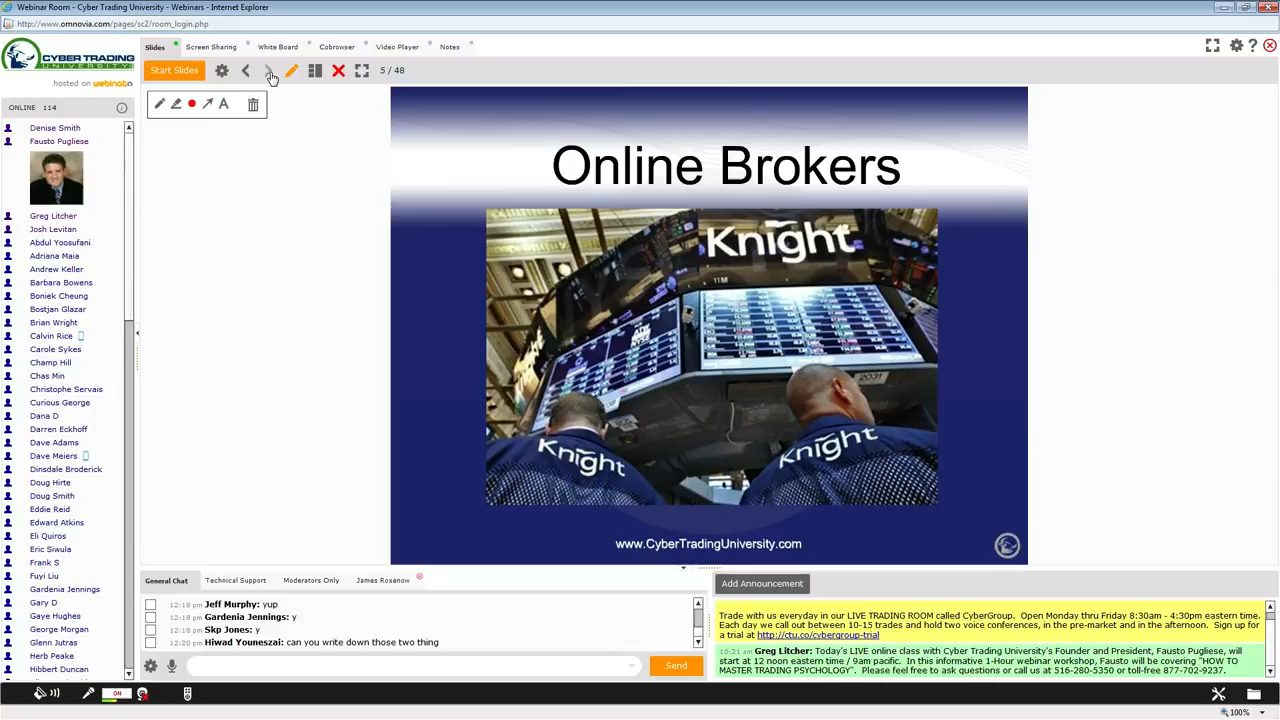 Webinar Room - Cyber Trading University - Webinars - Internet Explorer
http://www.omnovia.com/pages/sc2/room_login.php
CYBER TRADING
UNIVERSITY
hosted on webinato
Slides
Screen Sharing
White Board
Cobrowser
Video Player
Notes
Start Slides
5 / 48
ONLINE 114
Denise Smith
Fausto Pugliese
Greg Litcher
Josh Levitan
Abdul Yoosufani
Adriana Maia
Andrew Keller
Barbara Bowens
Boniek Cheung
Bostjan Glazar
Brian Wright
Calvin Rice
Carole Sykes
Champ Hill
Chas Min
Christophe Servais
Curious George
Dana D
Darren Eckhoff
Dave Adams
Dave Meiers
Dinsdale Broderick
Doug Hirte
Doug Smith
Eddie Reid
Edward Atkins
Eli Quiros
Eric Siwula
Frank S
Fuyi Liu
Gardenia Jennings
Gary D
Gaye Hughes
George Morgan
Glenn Jutras
Herb Peake
Hibbert Duncan
A
Online Brokers
Knight
11M
2031
Knight
Knight
www.CyberTradingUniversity.com
General Chat
Technical Support
Moderators Only
James Rosenow
12:18 pm Jeff Murphy: yup
12:18 pm Gardenia Jennings: y
12:18 pm Skp Jones: y
12:20 pm Hiwad Youneszai: can you write down those two thing
Send
Add Announcement
Trade with us everyday in our LIVE TRADING ROOM called CyberGroup. Open Monday thru Friday 8:30am - 4:30pm eastern time.
Each day we call out between 10-15 trades and hold two voice conferences, in the pre-market and in the afternoon. Sign up for
a trial at http://ctu.co/cybergroup-trial
10:21 am Greg Litcher: Today's LIVE online class with Cyber Trading University's Founder and President, Fausto Pugliese, will
start at 12 noon eastern time / 9am pacific. In this informative 1-Hour webinar workshop, Fausto will be covering "HOW TO
MASTER TRADING PSYCHOLOGY". Please feel free to ask questions or call us at 516-280-5350 or toll-free 877-702-9237.
ON
100%